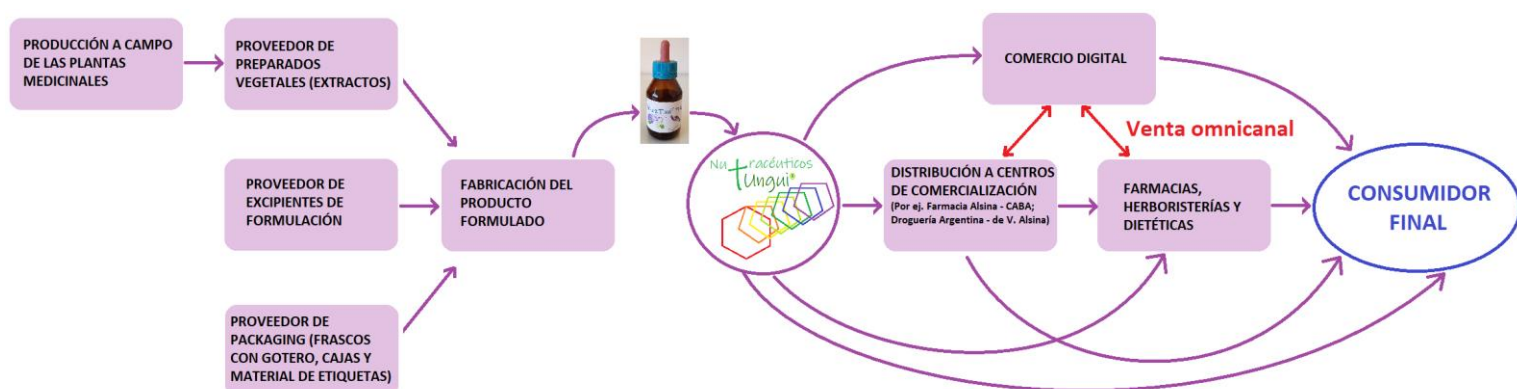 PRODUCCIÓN A CAMPO
DE LAS PLANTAS
MEDICINALES
PROVEEDOR DE
PREPARADOS
VEGETALES (EXTRACTOS)
PROVEEDOR DE
EXCIPIENTES DE
FORMULACIÓN
PROVEEDOR DE
PACKAGING (FRASCOS
CON GOTERO, CAJAS Y
MATERIAL DE ETIQUETAS)
FABRICACIÓN DEL
PRODUCTO
FORMULADO
Nutracéuticos
tUngui
COMERCIO DIGITAL
Venta omnicanal
DISTRIBUCIÓN A CENTROS
DE COMERCIALIZACIÓN
(Por ej. Farmacia Alsina - CABA;
Droguería Argentina - de V. Alsina)
FARMACIAS,
HERBORISTERÍAS Y
DIETÉTICAS
CONSUMIDOR
FINAL